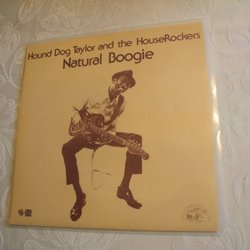 Hound Dog Taylor and the HouseRockers
Natural Boogie